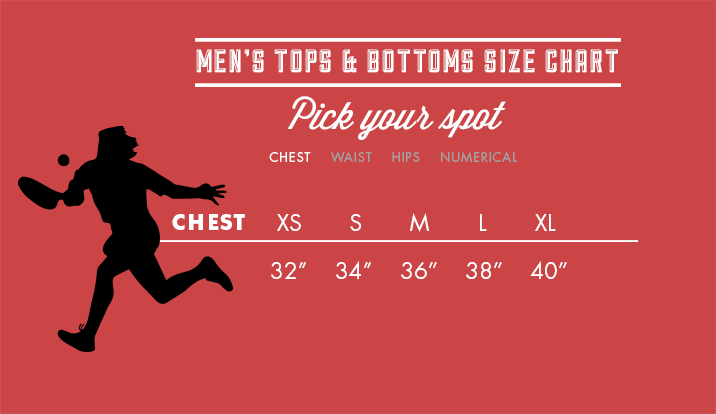 MEN'S TOPS & BOTTOMS SIZE CHART
Pick your spot
CHEST WAIST HIPS NUMERICAL
CHEST XS S M L XL
32” 34” 36” 38” 40”